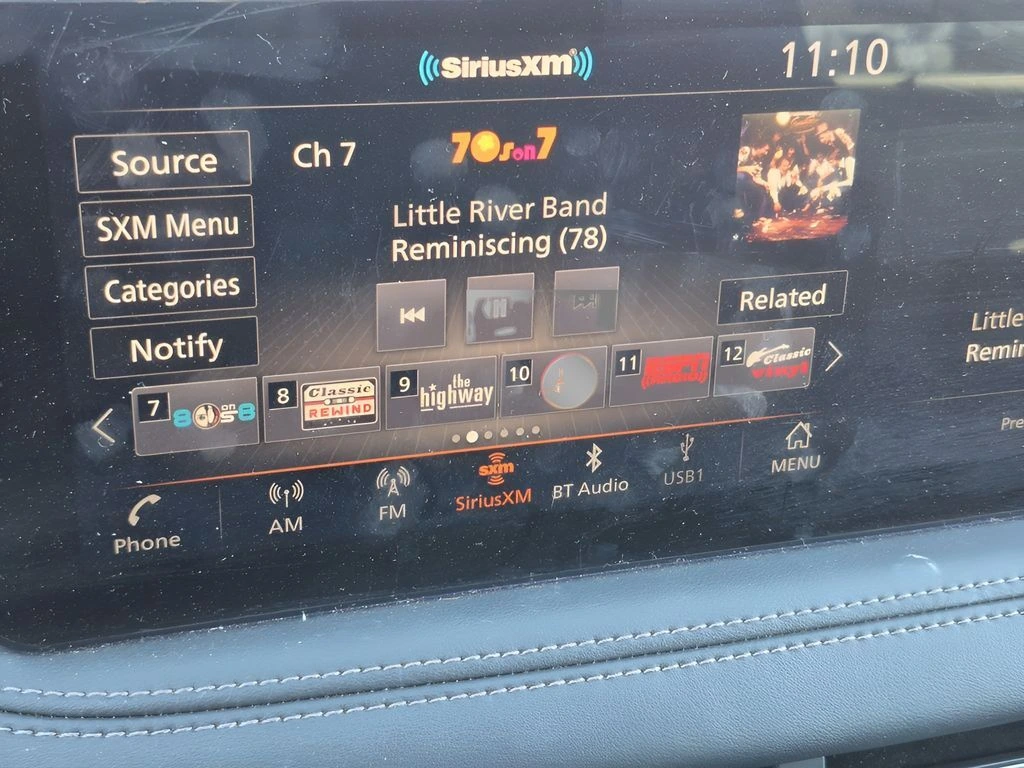 SiriusXM
11:10
Source
Ch 7
70s on 7
SXM Menu
Little River Band
Reminiscing (78)
Categories
Related
Notify
Little
Remin
7
80s on 8
8
Classic
REWIND
9
the
highway
10
11
ESPN
12
Classic
vinyl
Pre
Phone
AM
FM
sxm
SiriusXM
BT Audio
USB1
MENU